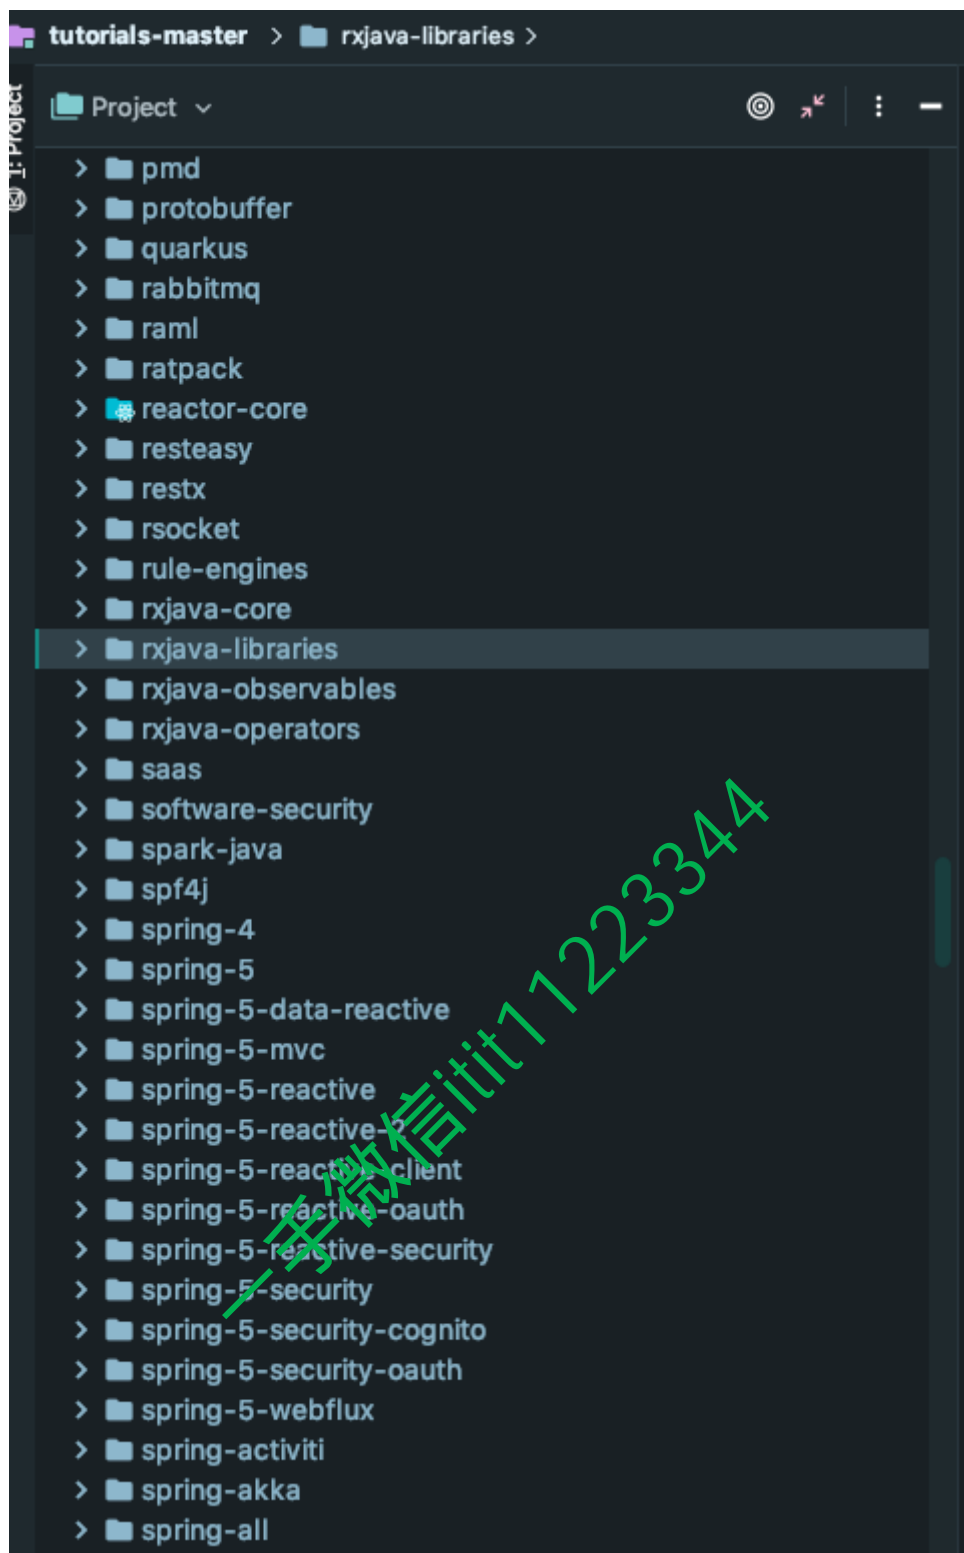 tutorials-master > rxjava-libraries >
1: Project
Project
pmd
protobuffer
quarkus
rabbitmq
raml
ratpack
reactor-core
resteasy
restx
rsocket
rule-engines
rxjava-core
rxjava-libraries
rxjava-observables
rxjava-operators
saas
software-security
spark-java
spf4j
spring-4
spring-5
spring-5-data-reactive
spring-5-mvc
spring-5-reactive
spring-5-reactive-2
spring-5-reactive-client
spring-5-reactive-oauth
spring-5-reactive-security
spring-5-security
spring-5-security-cognito
spring-5-security-oauth
spring-5-webflux
spring-activiti
spring-akka
spring-all
一手微信itit11223344